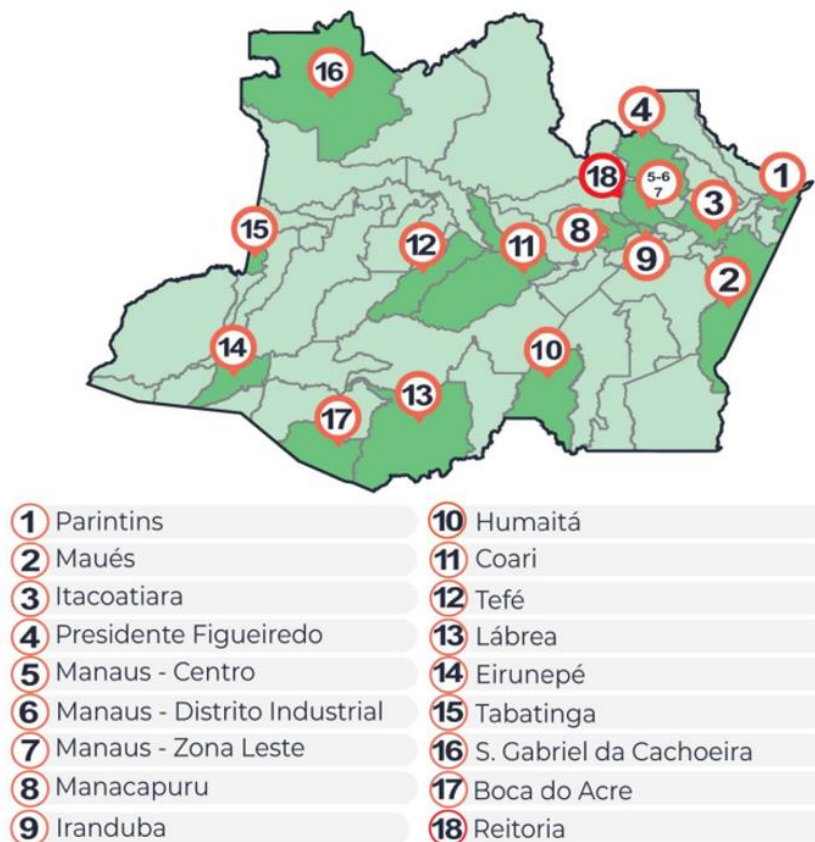 16
4
18
5-6
7
1
3
15
12
11
8
9
2
14
10
13
17
1 Parintins
2 Maués
3 Itacoatiara
4 Presidente Figueiredo
5 Manaus - Centro
6 Manaus - Distrito Industrial
7 Manaus - Zona Leste
8 Manacapuru
9 Iranduba
10 Humaitá
11 Coari
12 Tefé
13 Lábrea
14 Eirunepé
15 Tabatinga
16 S. Gabriel da Cachoeira
17 Boca do Acre
18 Reitoria